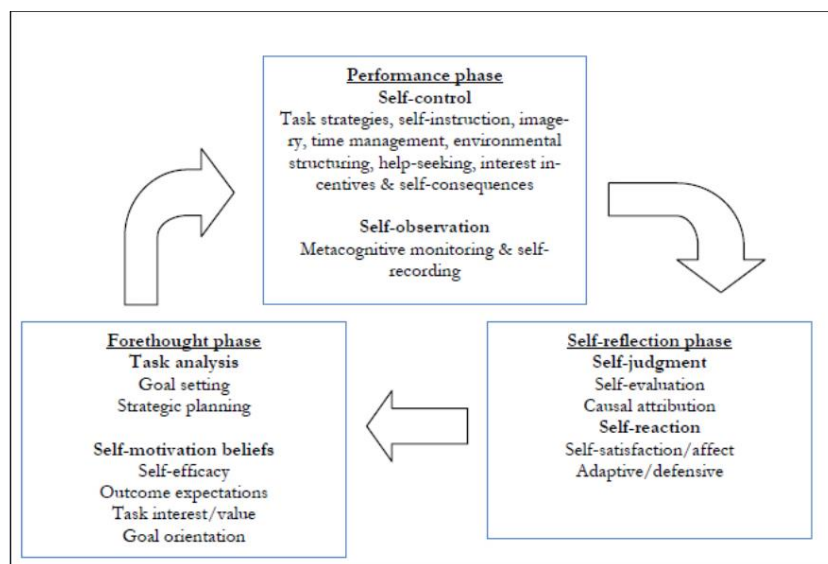 Performance phase
Self-control
Task strategies, self-instruction, image-
ry, time management, environmental
structuring, help-seeking, interest in-
centives & self-consequences
Self-observation
Metacognitive monitoring & self-
recording
Forethought phase
Task analysis
Goal setting
Strategic planning
Self-motivation beliefs
Self-efficacy
Outcome expectations
Task interest/value
Goal orientation
Self-reflection phase
Self-judgment
Self-evaluation
Causal attribution
Self-reaction
Self-satisfaction/affect
Adaptive/defensive